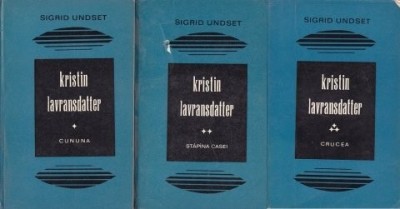 SIGRID UNDSET
kristin
lavransdatter
CUNUNA
SIGRID UNDSET
kristin
lavransdatter
STĂPÎNA CASEI
SIGRID UNDSET
kristin
lavransdatter
CRUCEA